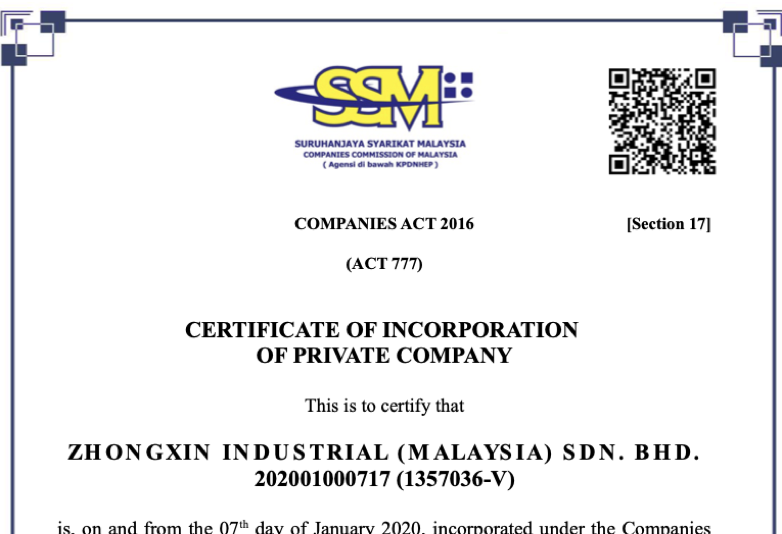 SSM
SURUHANJAYA SYARIKAT MALAYSIA
COMPANIES COMMISSION OF MALAYSIA
( Agensi di bawah KPDNHEP )
COMPANIES ACT 2016 [Section 17]
(ACT 777)
CERTIFICATE OF INCORPORATION
OF PRIVATE COMPANY
This is to certify that
ZHONGXIN INDUSTRIAL (MALAYSIA) SDN. BHD.
202001000717 (1357036-V)
is, on and from the 07th day of January 2020, incorporated under the Companies